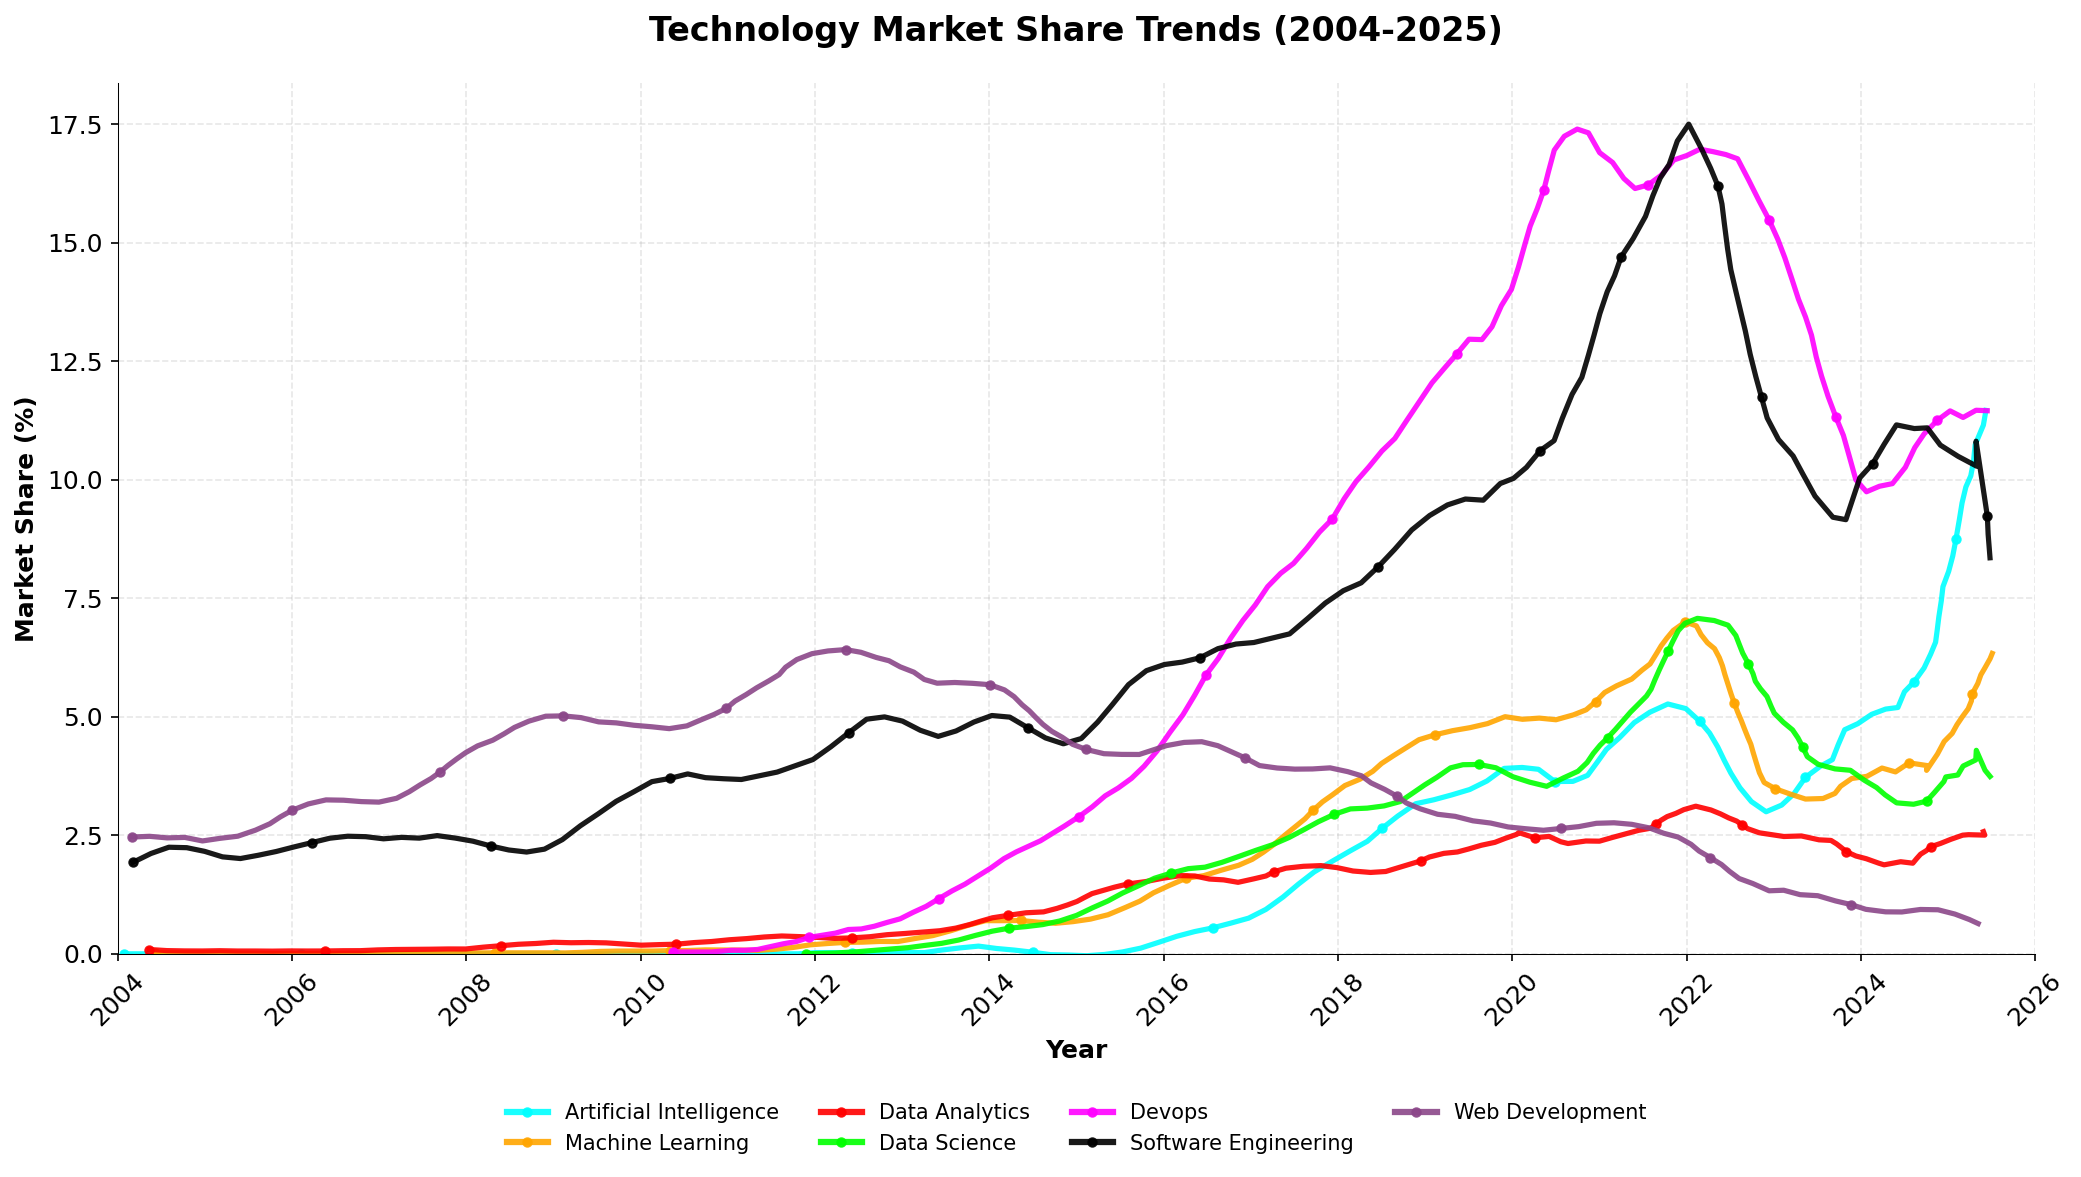 Technology Market Share Trends (2004-2025)
17.5
15.0
12.5
10.0
7.5
5.0
2.5
0.0
Market Share (%)
2004
2006
2008
2010
2012
2014
2016
2018
2020
2022
2024
2026
Year
Artificial Intelligence
Machine Learning
Data Analytics
Data Science
Devops
Software Engineering
Web Development